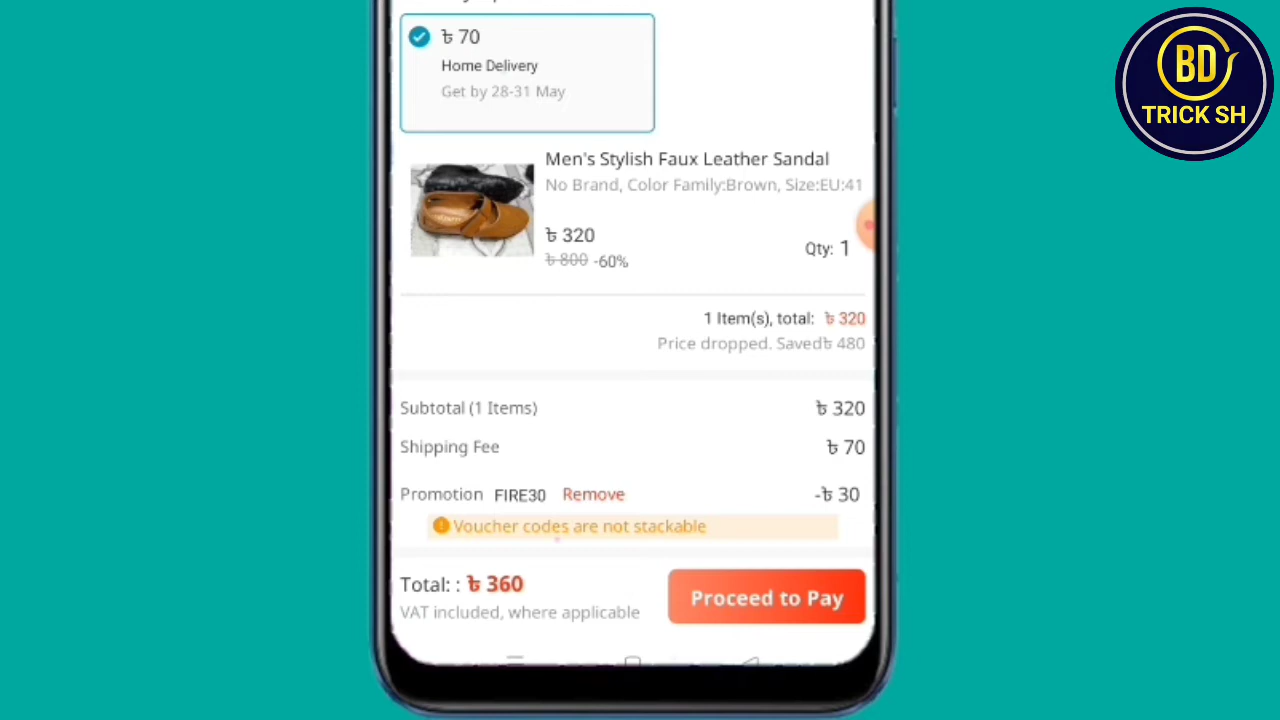 BD
TRICK SH
৳ 70
Home Delivery
Get by 28-31 May
Men's Stylish Faux Leather Sandal
No Brand, Color Family:Brown, Size:EU:41
৳ 320
৳ 800 -60%
Qty: 1
1 Item(s), total: ৳ 320
Price dropped. Saved৳ 480
Subtotal (1 Items) ৳ 320
Shipping Fee ৳ 70
Promotion FIRE30 Remove -৳ 30
Voucher codes are not stackable
Total: : ৳ 360
VAT included, where applicable
Proceed to Pay